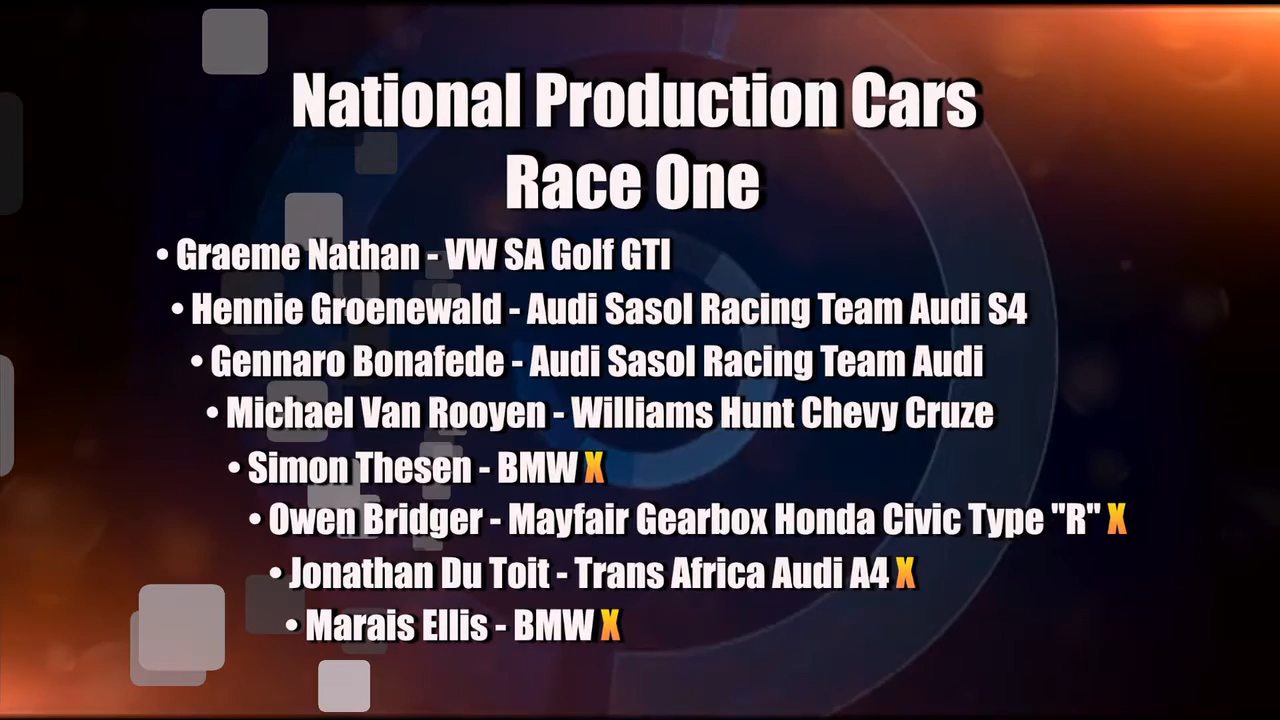 National Production Cars
Race One
• Graeme Nathan - VW SA Golf GTI
• Hennie Groenewald - Audi Sasol Racing Team Audi S4
• Gennaro Bonafede - Audi Sasol Racing Team Audi
• Michael Van Rooyen - Williams Hunt Chevy Cruze
• Simon Thesen - BMW X
• Owen Bridger - Mayfair Gearbox Honda Civic Type "R" X
• Jonathan Du Toit - Trans Africa Audi A4 X
• Marais Ellis - BMW X